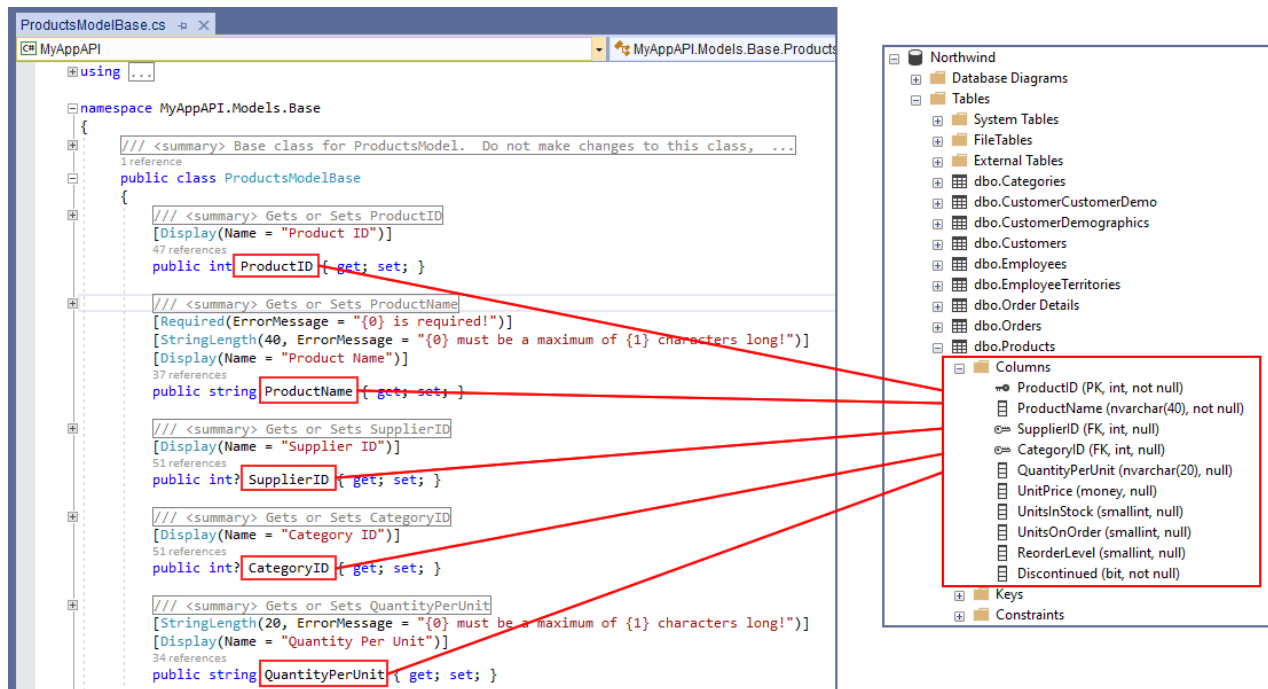 ProductsModelBase.cs
C# MyAppAPI
MyAppAPI.Models.Base.Products
using ...
namespace MyAppAPI.Models.Base
{
/// <summary> Base class for ProductsModel.  Do not make changes to this class,  ...
1 reference
public class ProductsModelBase
{
/// <summary> Gets or Sets ProductID
[Display(Name = "Product ID")]
47 references
public int ProductID { get; set; }
/// <summary> Gets or Sets ProductName
[Required(ErrorMessage = "{0} is required!")]
[StringLength(40, ErrorMessage = "{0} must be a maximum of {1} characters long!")]
[Display(Name = "Product Name")]
37 references
public string ProductName { get; set; }
/// <summary> Gets or Sets SupplierID
[Display(Name = "Supplier ID")]
51 references
public int? SupplierID { get; set; }
/// <summary> Gets or Sets CategoryID
[Display(Name = "Category ID")]
51 references
public int? CategoryID { get; set; }
/// <summary> Gets or Sets QuantityPerUnit
[StringLength(20, ErrorMessage = "{0} must be a maximum of {1} characters long!")]
[Display(Name = "Quantity Per Unit")]
34 references
public string QuantityPerUnit { get; set; }
Northwind
Database Diagrams
Tables
System Tables
FileTables
External Tables
dbo.Categories
dbo.CustomerCustomerDemo
dbo.CustomerDemographics
dbo.Customers
dbo.Employees
dbo.EmployeeTerritories
dbo.Order Details
dbo.Orders
dbo.Products
Columns
ProductID (PK, int, not null)
ProductName (nvarchar(40), not null)
SupplierID (FK, int, null)
CategoryID (FK, int, null)
QuantityPerUnit (nvarchar(20), null)
UnitPrice (money, null)
UnitsInStock (smallint, null)
UnitsOnOrder (smallint, null)
ReorderLevel (smallint, null)
Discontinued (bit, not null)
Keys
Constraints